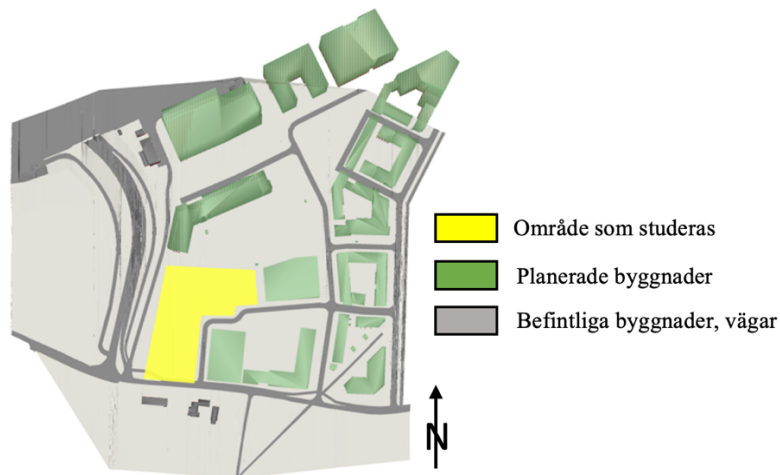 Område som studeras
Planerade byggnader
Befintliga byggnader, vägar
N